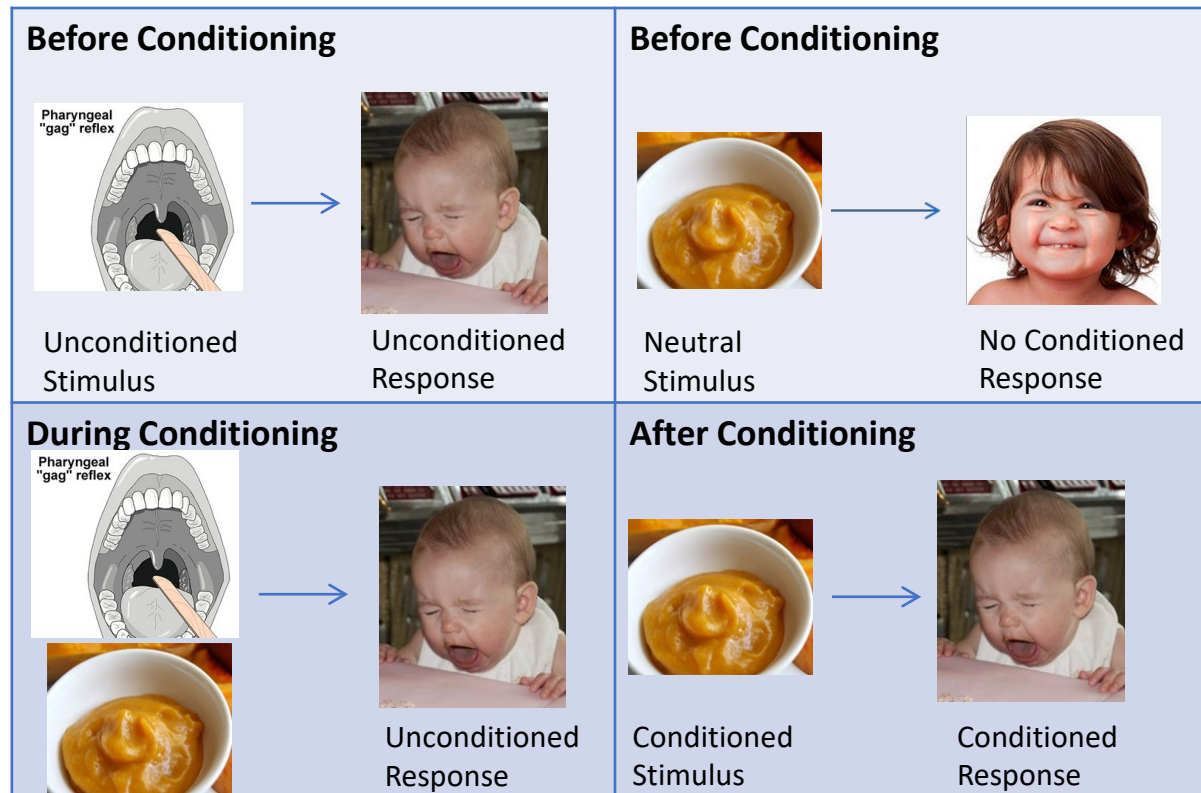 Before Conditioning
Pharyngeal
"gag" reflex
Unconditioned
Stimulus
Unconditioned
Response
Before Conditioning
Neutral
Stimulus
No Conditioned
Response
During Conditioning
Pharyngeal
"gag" reflex
Unconditioned
Response
After Conditioning
Conditioned
Stimulus
Conditioned
Response